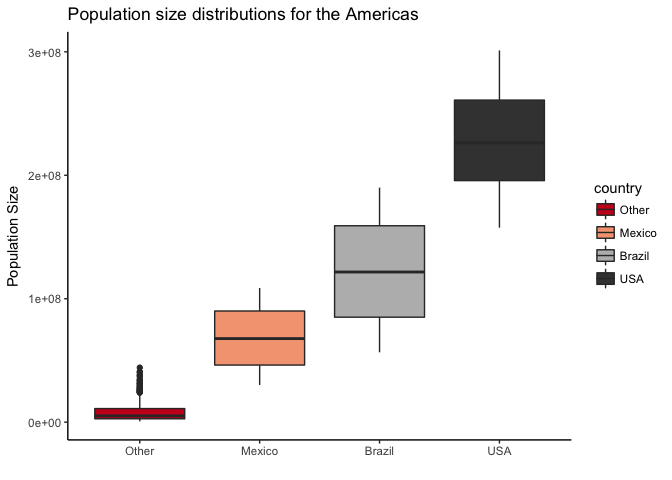 Population size distributions for the Americas
Population Size
3e+08
2e+08
1e+08
0e+00
Other
Mexico
Brazil
USA
country
Other
Mexico
Brazil
USA